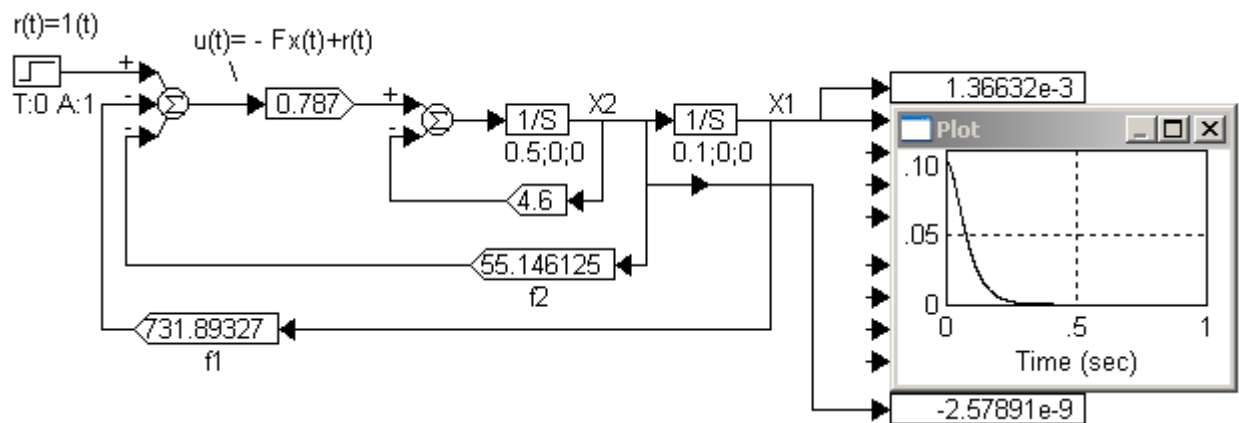 r(t)=1(t)
u(t)= - Fx(t)+r(t)
+
-
-
Σ
T:0 A:1
0.787
+
-
Σ
1/S
0.5;0;0
X2
1/S
0.1;0;0
X1
1.36632e-3
Plot
.10
.05
0
0
.5
1
Time (sec)
4.6
55.146125
f2
731.89327
f1
-2.57891e-9